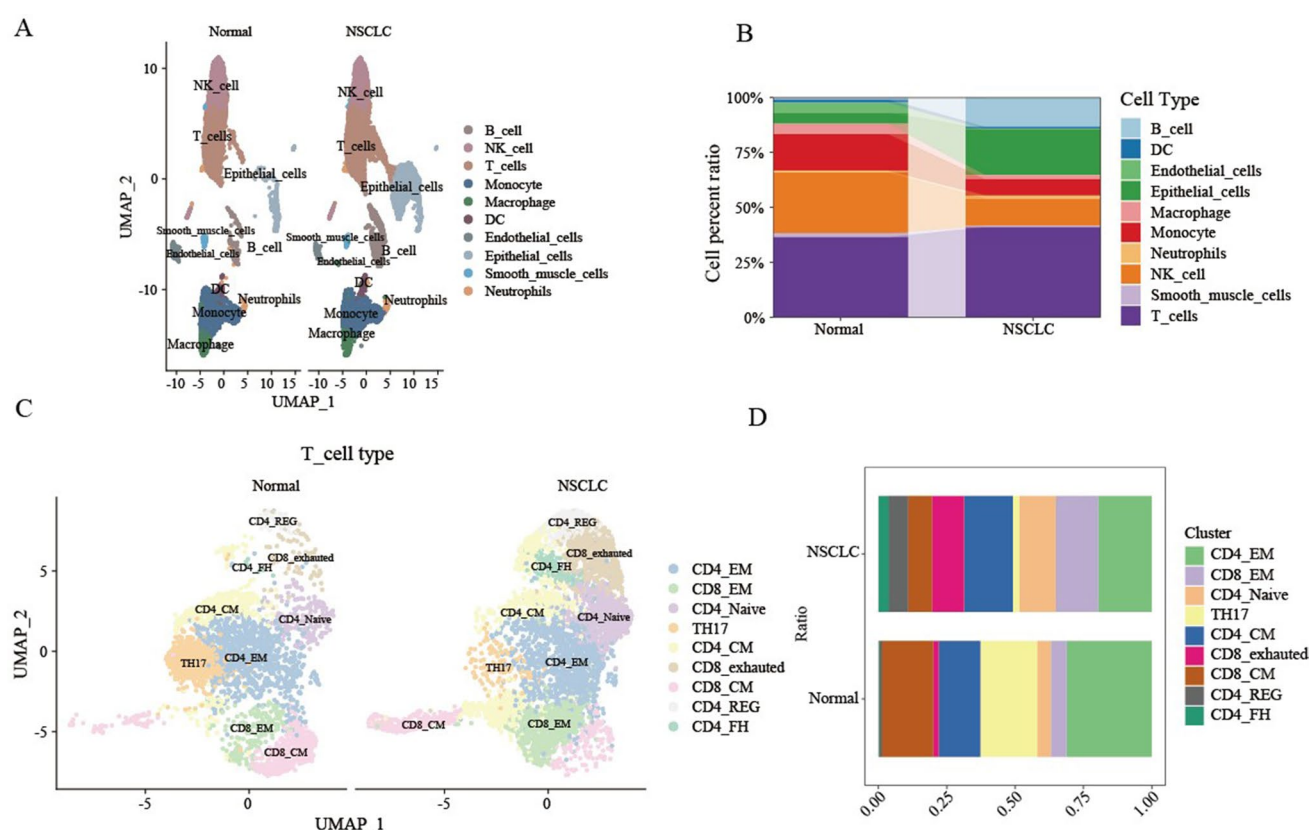 A
Normal
NSCLC
10
0
-10
UMAP_2
NK_cell
T_cells
Epithelial_cells
Smooth_muscle_cells
Endothelial_cells
B_cell
DC
Neutrophils
Monocyte
Macrophage
NK_cell
T_cells
Epithelial_cells
Smooth_muscle_cells
Endothelial_cells
B_cell
DC
Neutrophils
Monocyte
Macrophage
-10 -5 0 5 10 15
-10 -5 0 5 10 15
UMAP_1
B_cell
NK_cell
T_cells
Monocyte
Macrophage
DC
Endothelial_cells
Epithelial_cells
Smooth_muscle_cells
Neutrophils
B
Cell percent ratio
100%
75%
50%
25%
0%
Normal
NSCLC
Cell Type
B_cell
DC
Endothelial_cells
Epithelial_cells
Macrophage
Monocyte
Neutrophils
NK_cell
Smooth_muscle_cells
T_cells
C
T_cell type
Normal
NSCLC
UMAP_2
5
0
-5
CD4_REG
CD8_exhauted
CD4_FH
CD4_CM
CD4_Naive
TH17
CD4_EM
CD8_EM
CD8_CM
CD4_REG
CD8_exhauted
CD4_FH
CD4_CM
CD4_Naive
TH17
CD4_EM
CD8_CM
CD8_EM
-5 0
-5 0
UMAP_1
CD4_EM
CD8_EM
CD4_Naive
TH17
CD4_CM
CD8_exhauted
CD8_CM
CD4_REG
CD4_FH
D
NSCLC
Normal
Ratio
0.00
0.25
0.50
0.75
1.00
Cluster
CD4_EM
CD8_EM
CD4_Naive
TH17
CD4_CM
CD8_exhauted
CD8_CM
CD4_REG
CD4_FH